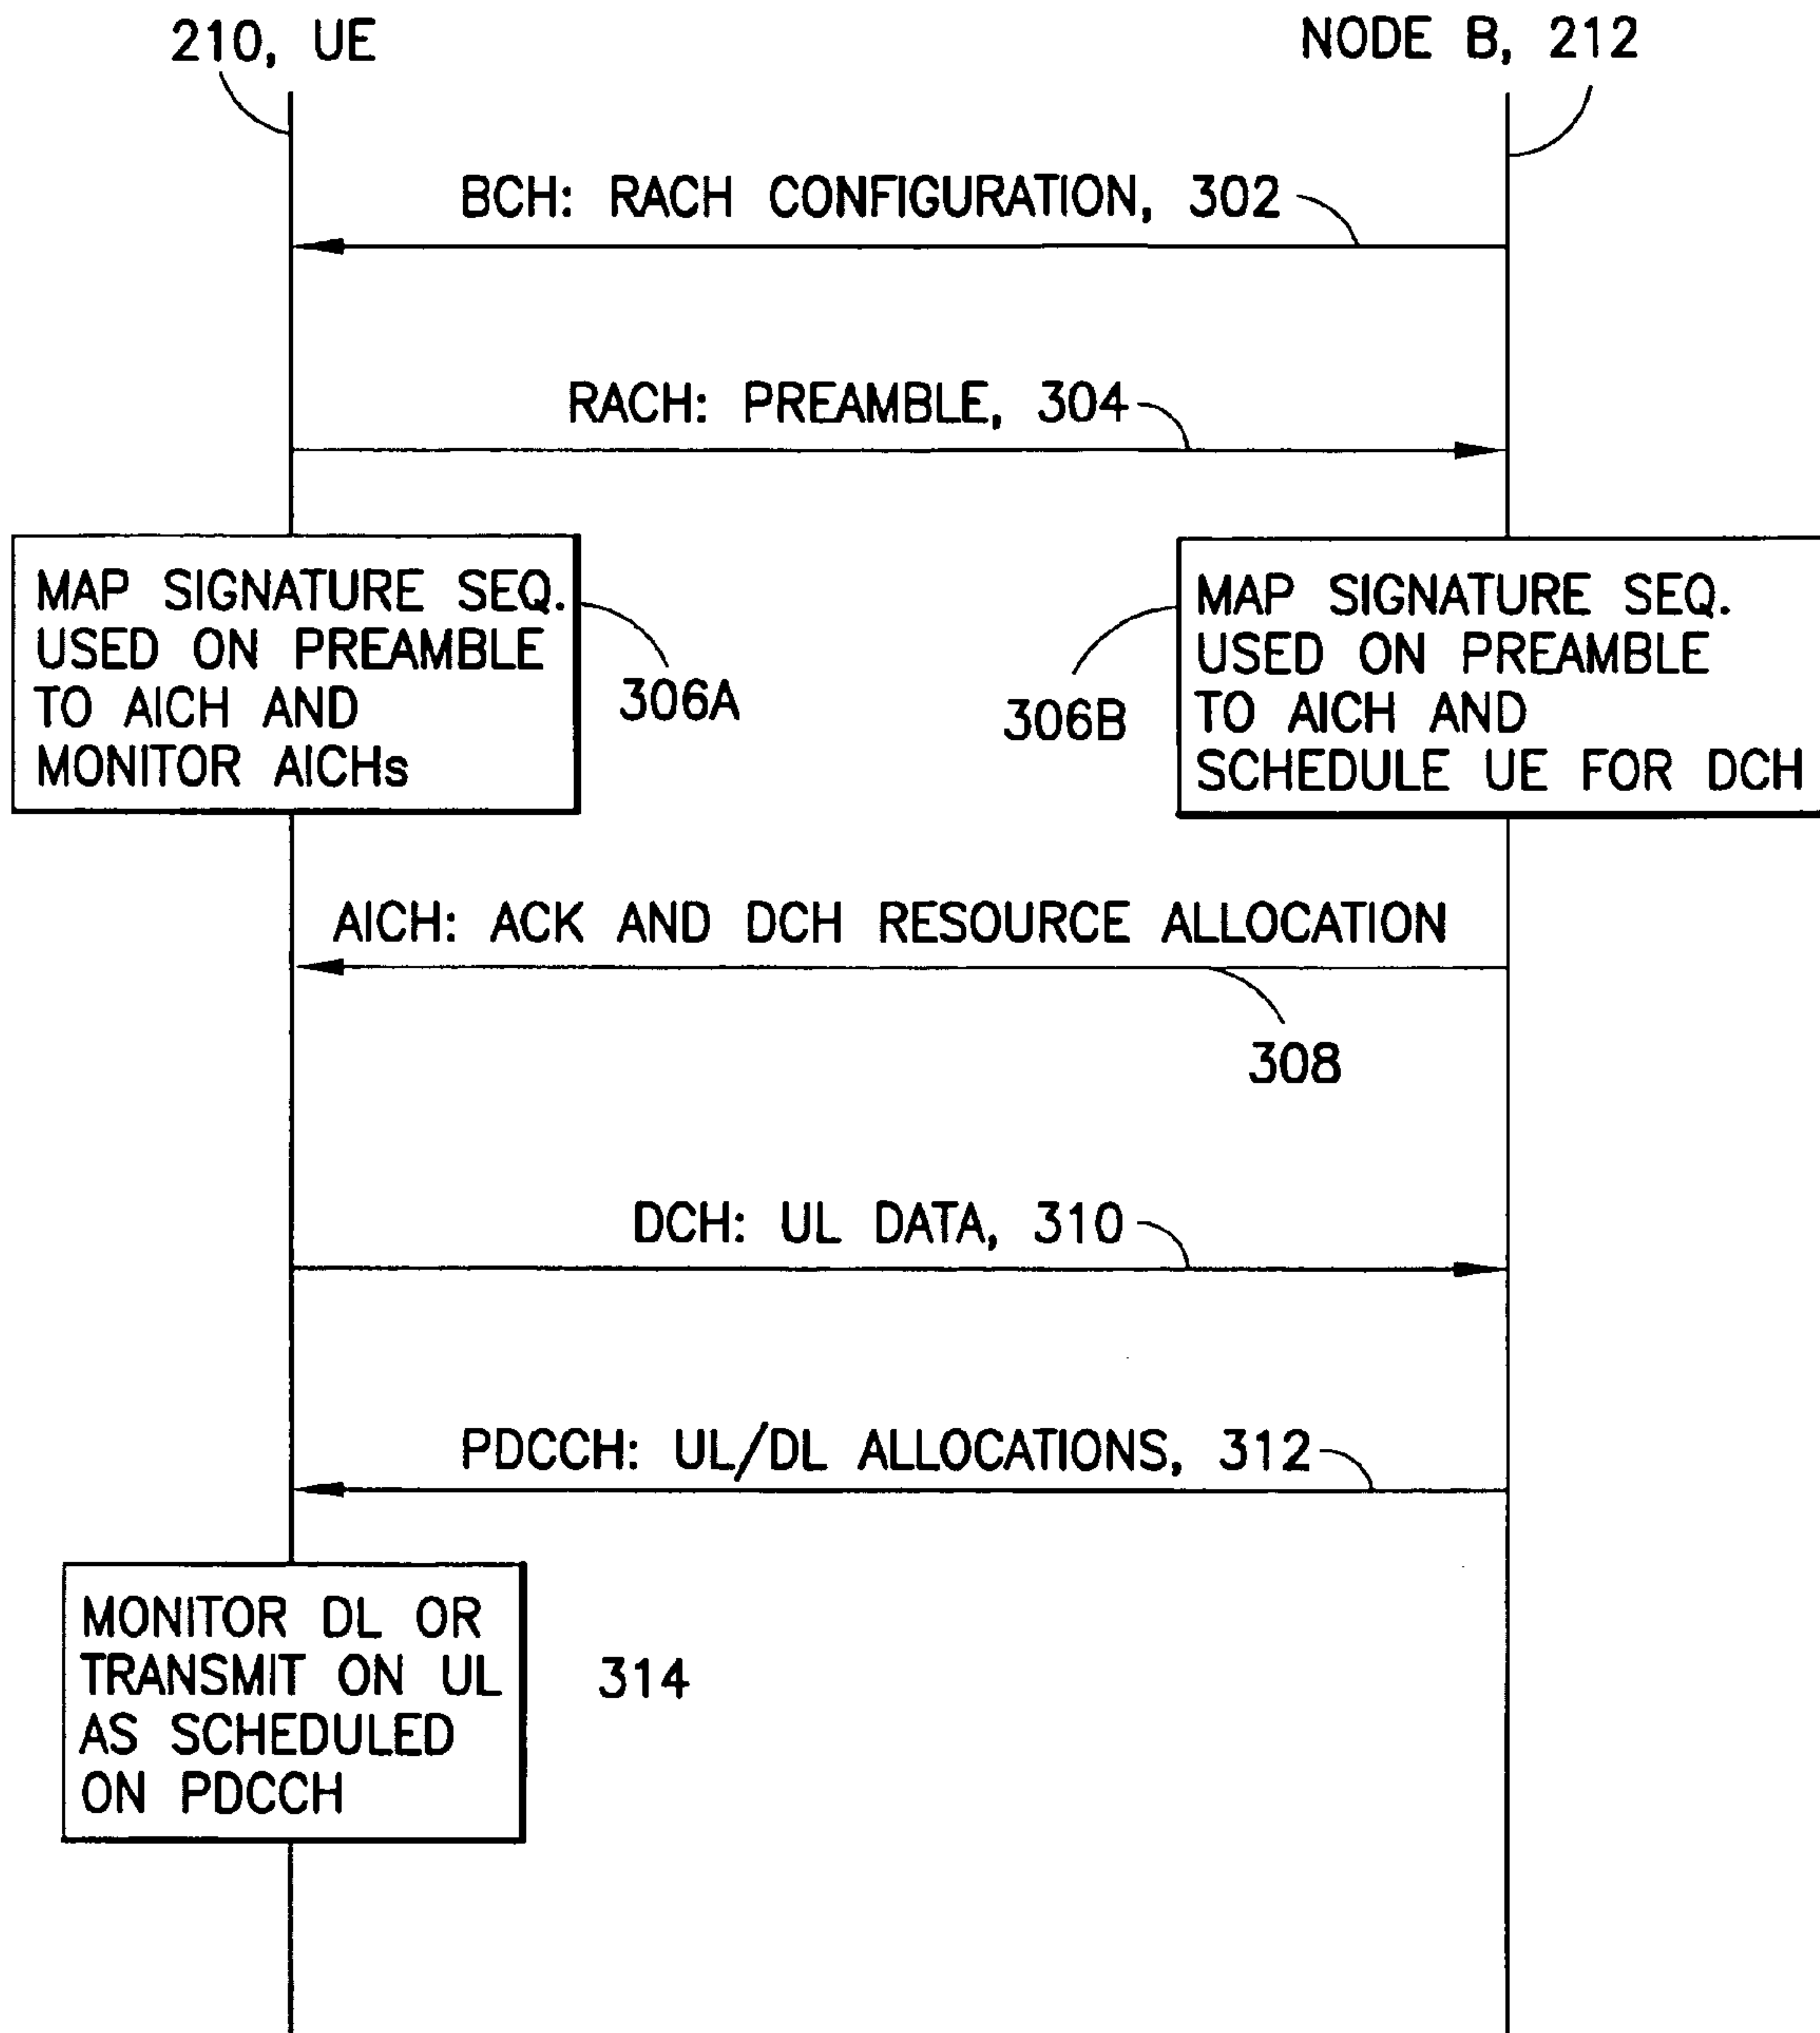 210, UE
NODE B, 212
BCH: RACH CONFIGURATION, 302
RACH: PREAMBLE, 304
MAP SIGNATURE SEQ.
USED ON PREAMBLE
TO AICH AND
MONITOR AICHs
306A
306B
MAP SIGNATURE SEQ.
USED ON PREAMBLE
TO AICH AND
SCHEDULE UE FOR DCH
AICH: ACK AND DCH RESOURCE ALLOCATION
308
DCH: UL DATA, 310
PDCCH: UL/DL ALLOCATIONS, 312
MONITOR DL OR
TRANSMIT ON UL
AS SCHEDULED
ON PDCCH
314